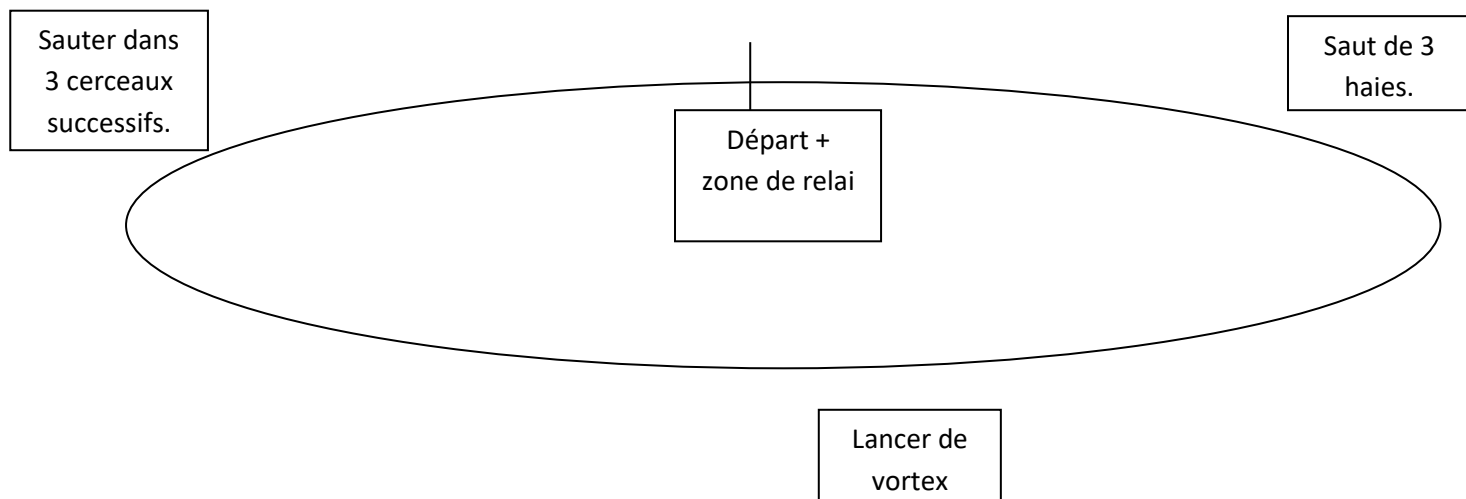 Sauter dans
3 cerceaux
successifs.
Départ +
zone de relai
Saut de 3
haies.
Lancer de
vortex